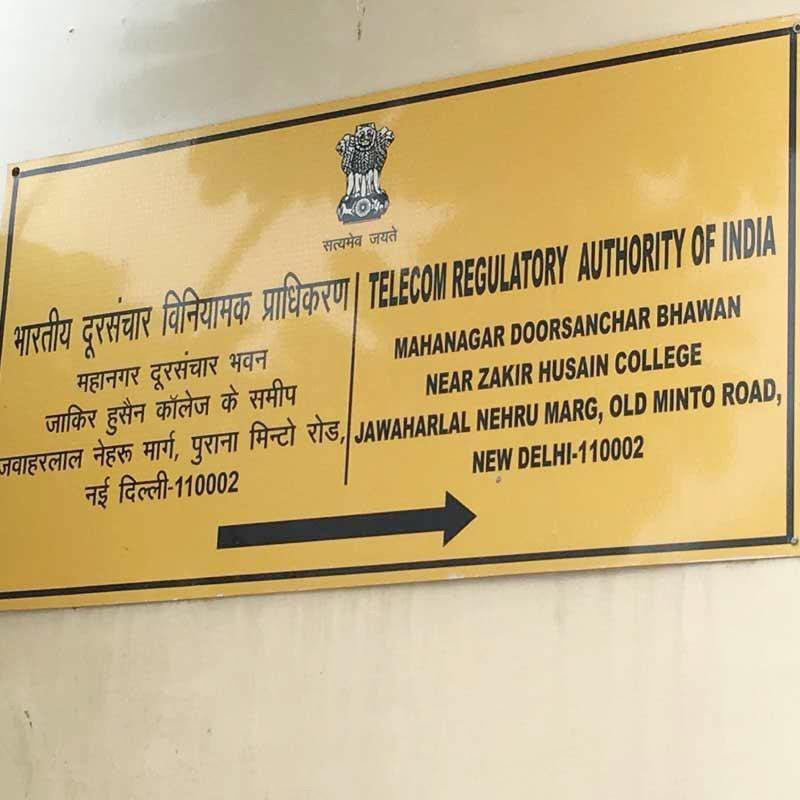 सत्यमेव जयते
भारतीय दूरसंचार विनियामक प्राधिकरण
महानगर दूरसंचार भवन
जाकिर हुसैन कॉलेज के समीप
जवाहरलाल नेहरू मार्ग, पुराना मिन्टो रोड,
नई दिल्ली-110002
TELECOM REGULATORY AUTHORITY OF INDIA
MAHANAGAR DOORSANCHAR BHAWAN
NEAR ZAKIR HUSAIN COLLEGE
JAWAHARLAL NEHRU MARG, OLD MINTO ROAD,
NEW DELHI-110002